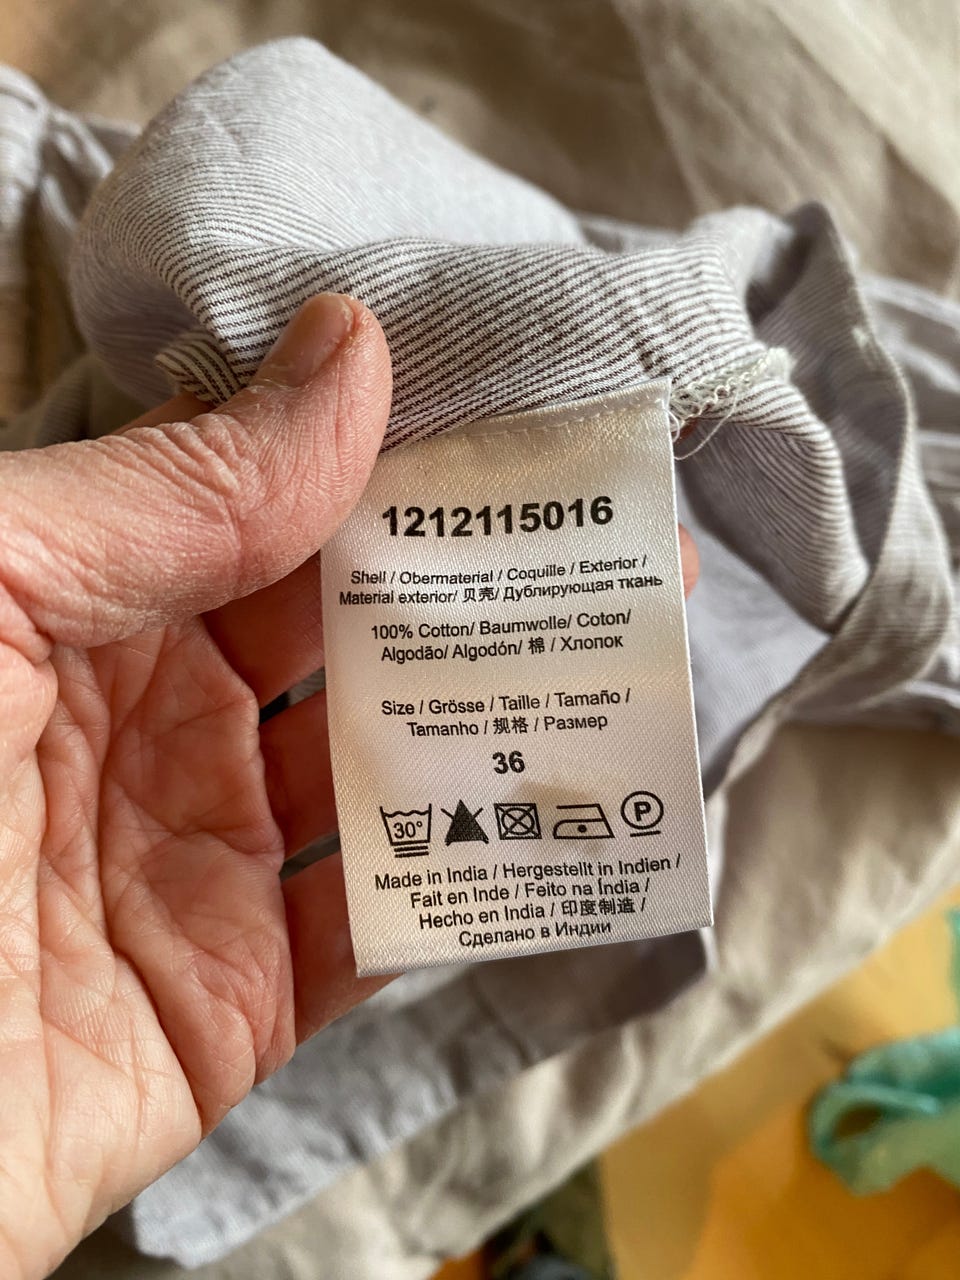 1212115016
Shell / Obermaterial / Coquille / Exterior /
Material exterior/ 贝壳/ Дублирующая ткань
100% Cotton/ Baumwolle/ Coton/
Algodão/ Algodón/ 棉 / Хлопок
Size / Grösse / Taille / Tamaño /
Tamanho / 规格 / Размер
36
30° P
Made in India / Hergestellt in Indien /
Fait en Inde / Feito na Índia /
Hecho en India / 印度制造 /
Сделано в Индии